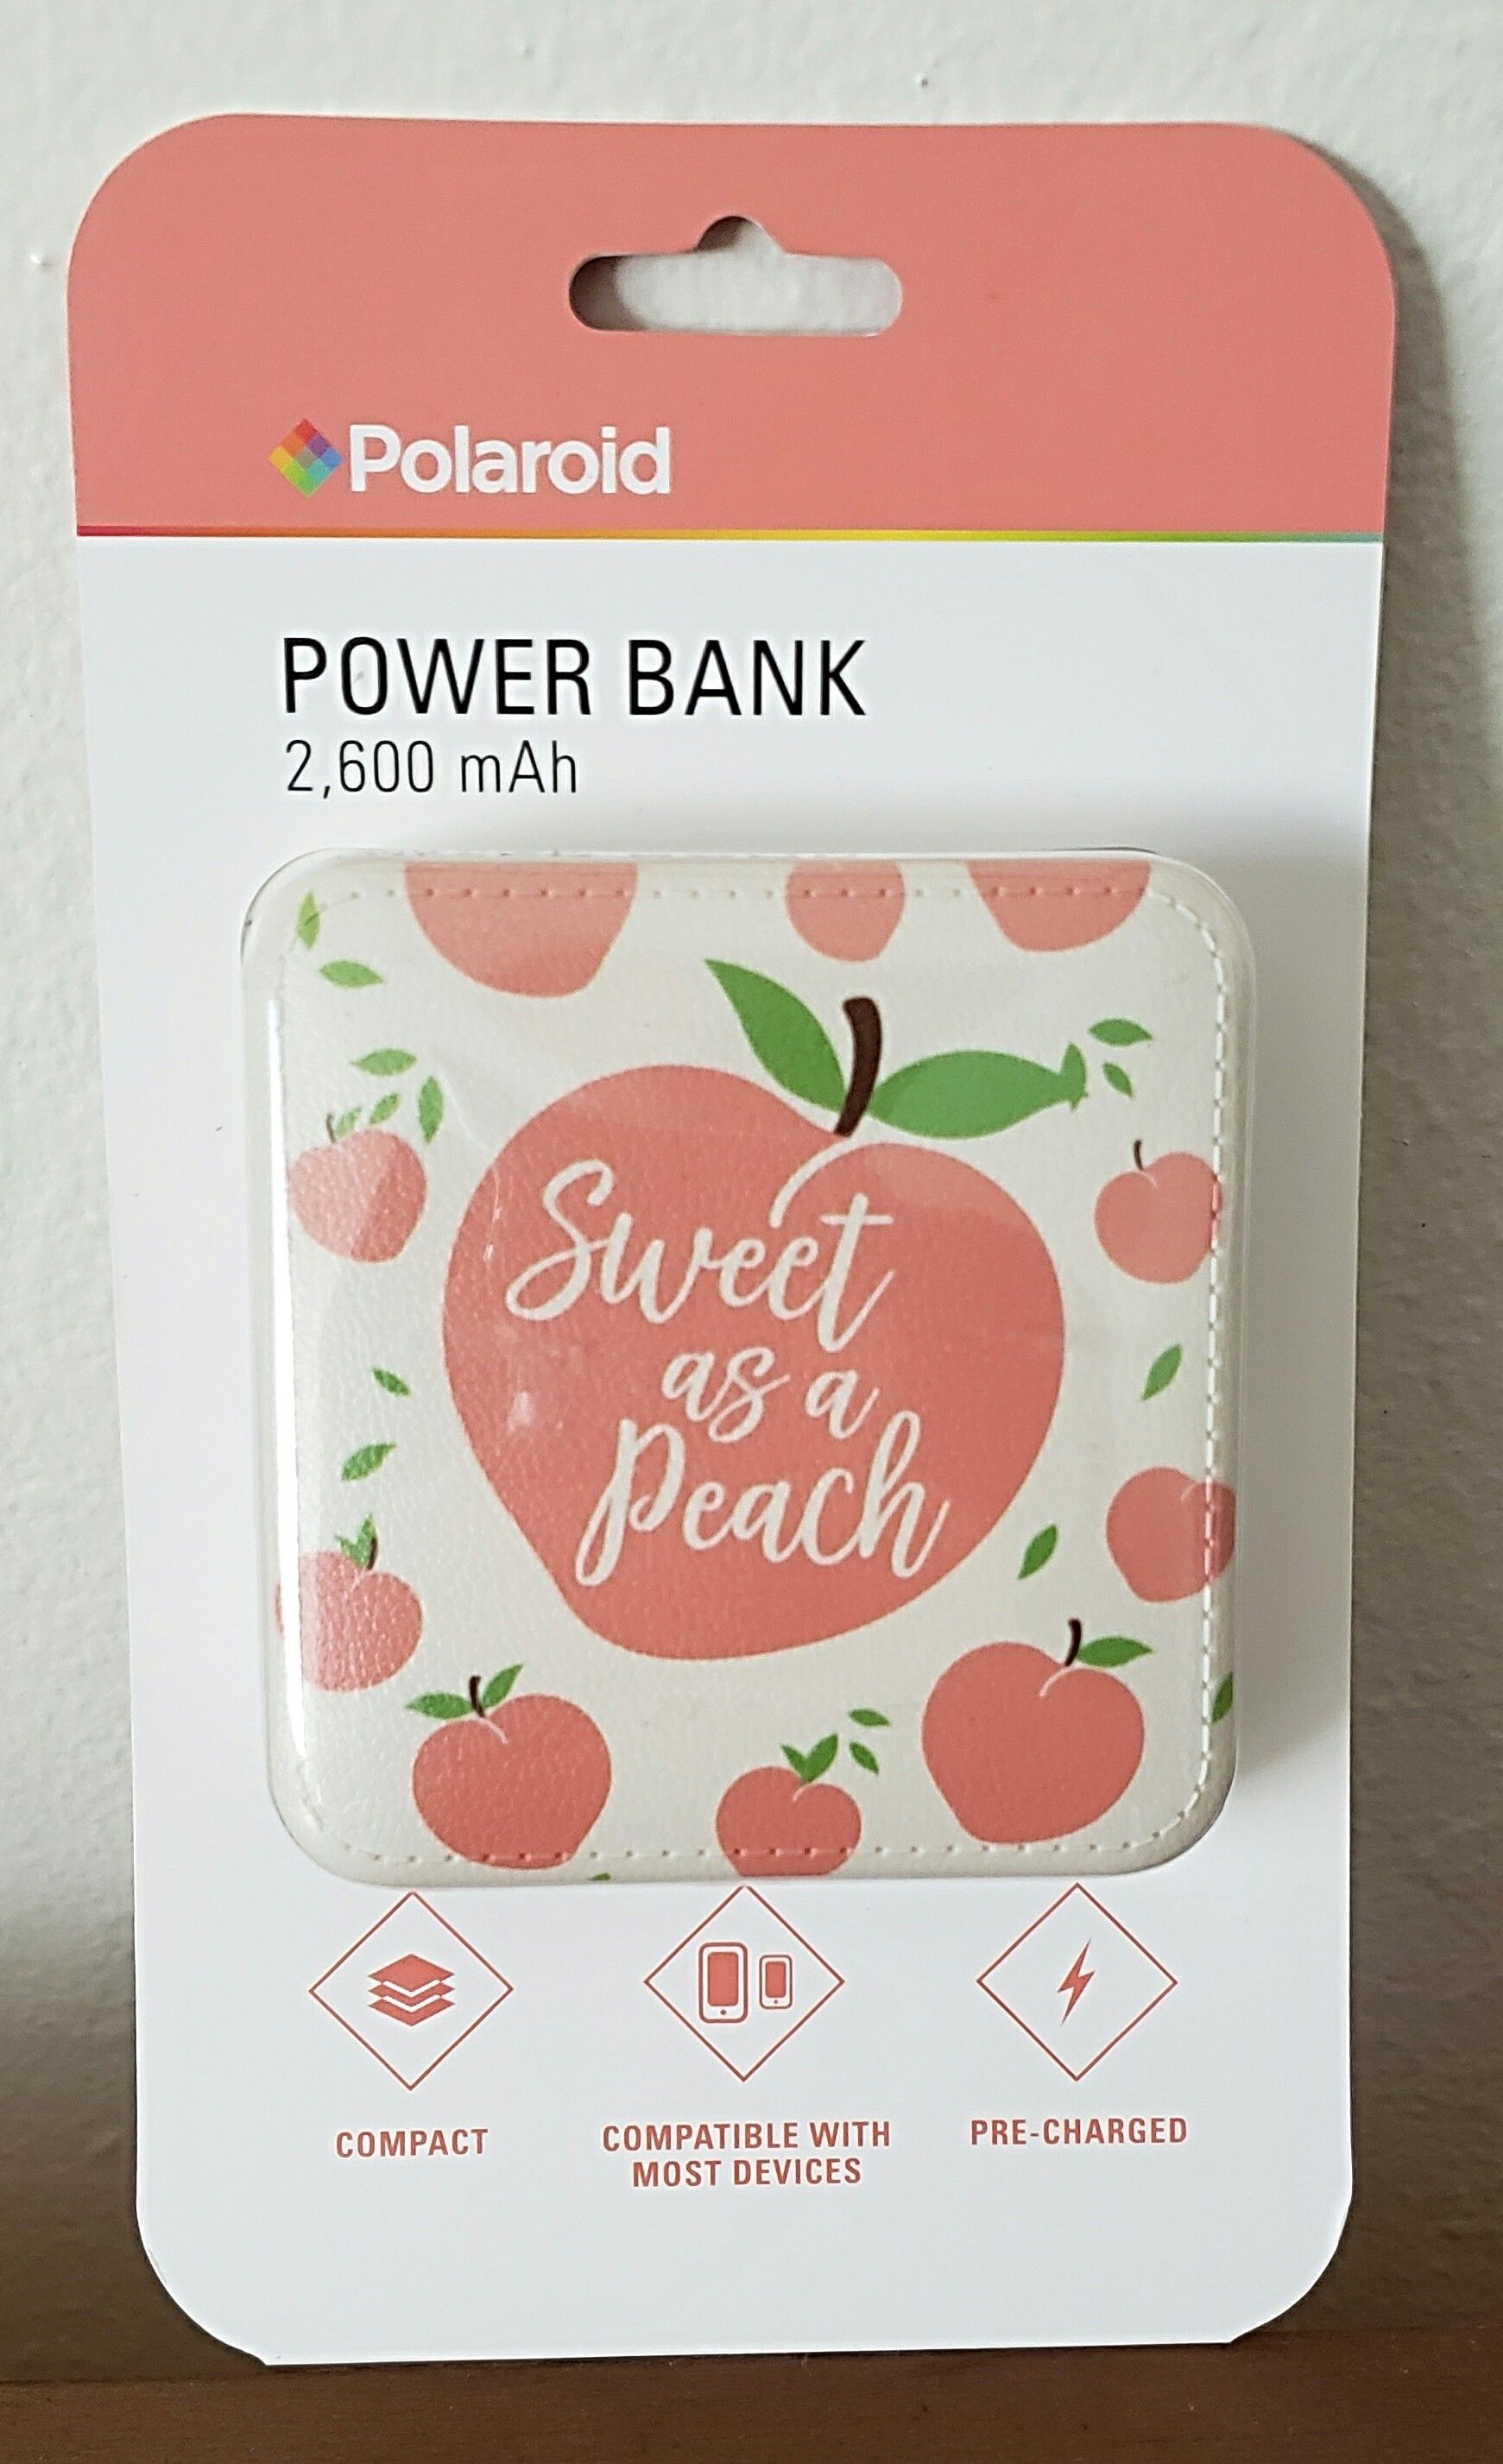 Polaroid
POWER BANK
2,600 mAh
Sweet
as a
Peach
COMPACT
COMPATIBLE WITH
MOST DEVICES
PRE-CHARGED